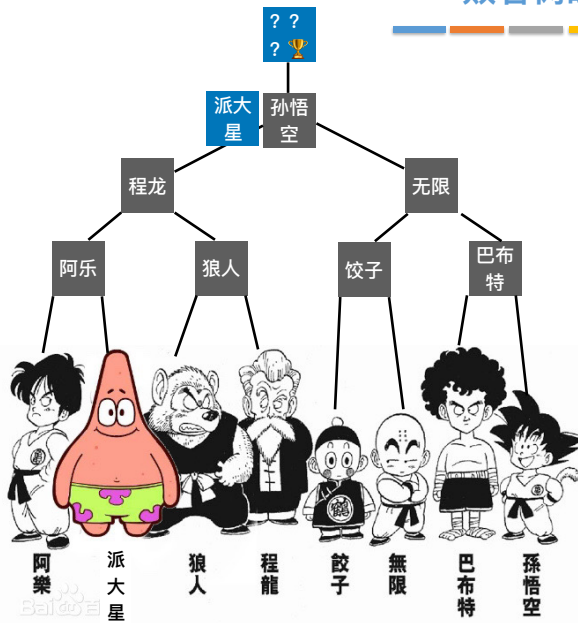 ? ?
? 🏆
派大
星
孙悟
空
程龙
无限
阿乐
狼人
饺子
巴布
特
阿樂
派大星
狼人
程龍
餃子
無限
巴布特
孫悟空
Baidu百